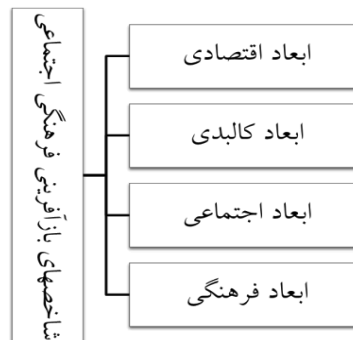 شاخصهای بازآفرینی فرهنگی اجتماعی
ابعاد اقتصادی
ابعاد کالبدی
ابعاد اجتماعی
ابعاد فرهنگی